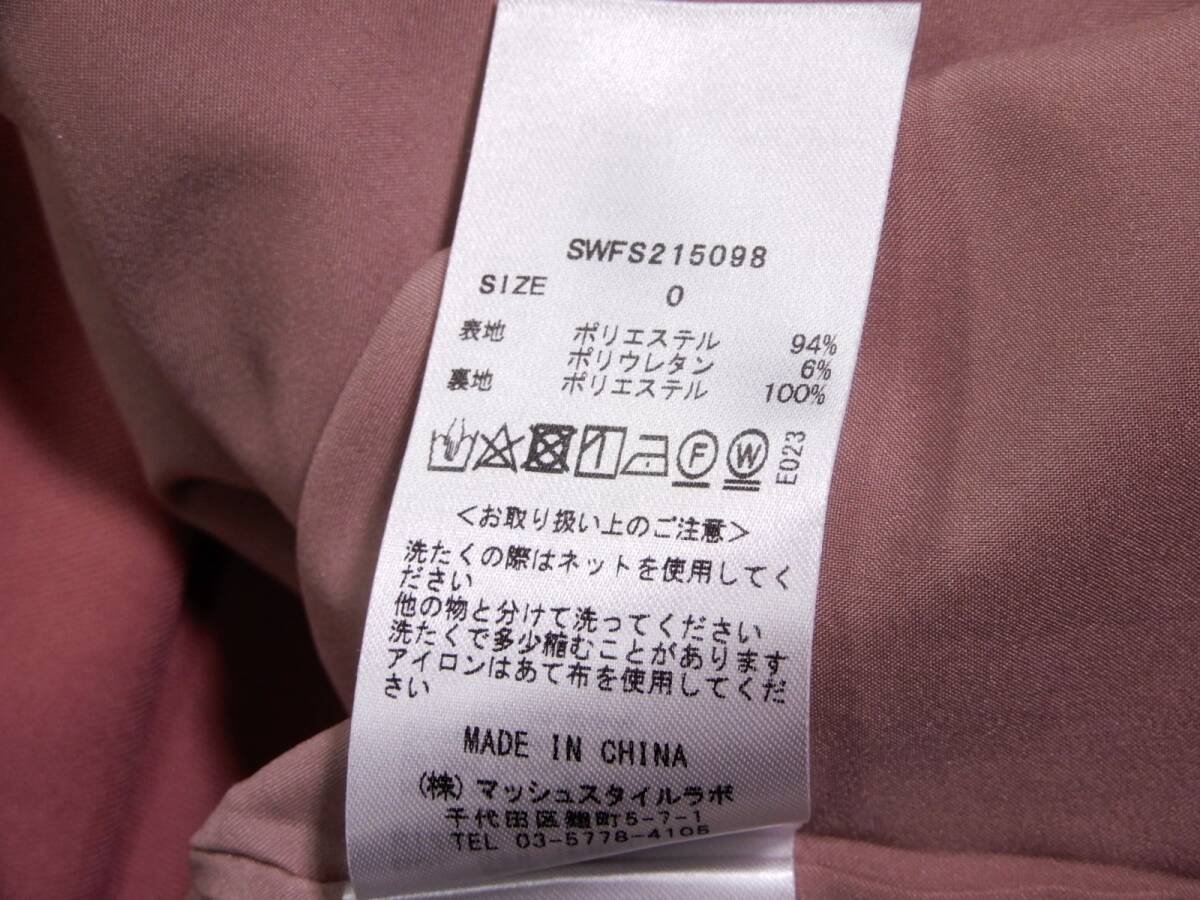 SWFS215098
SIZE 0
表地 ポリエステル 94%
ポリウレタン 6%
裏地 ポリエステル 100%
F W E023
<お取り扱い上のご注意>
洗たくの際はネットを使用してく
ださい
他の物と分けて洗ってください
洗たくで多少縮むことがあります
アイロンはあて布を使用してくだ
さい
MADE IN CHINA
(株)マッシュスタイルラボ
千代田区麹町5-7-1
TEL 03-5778-4105